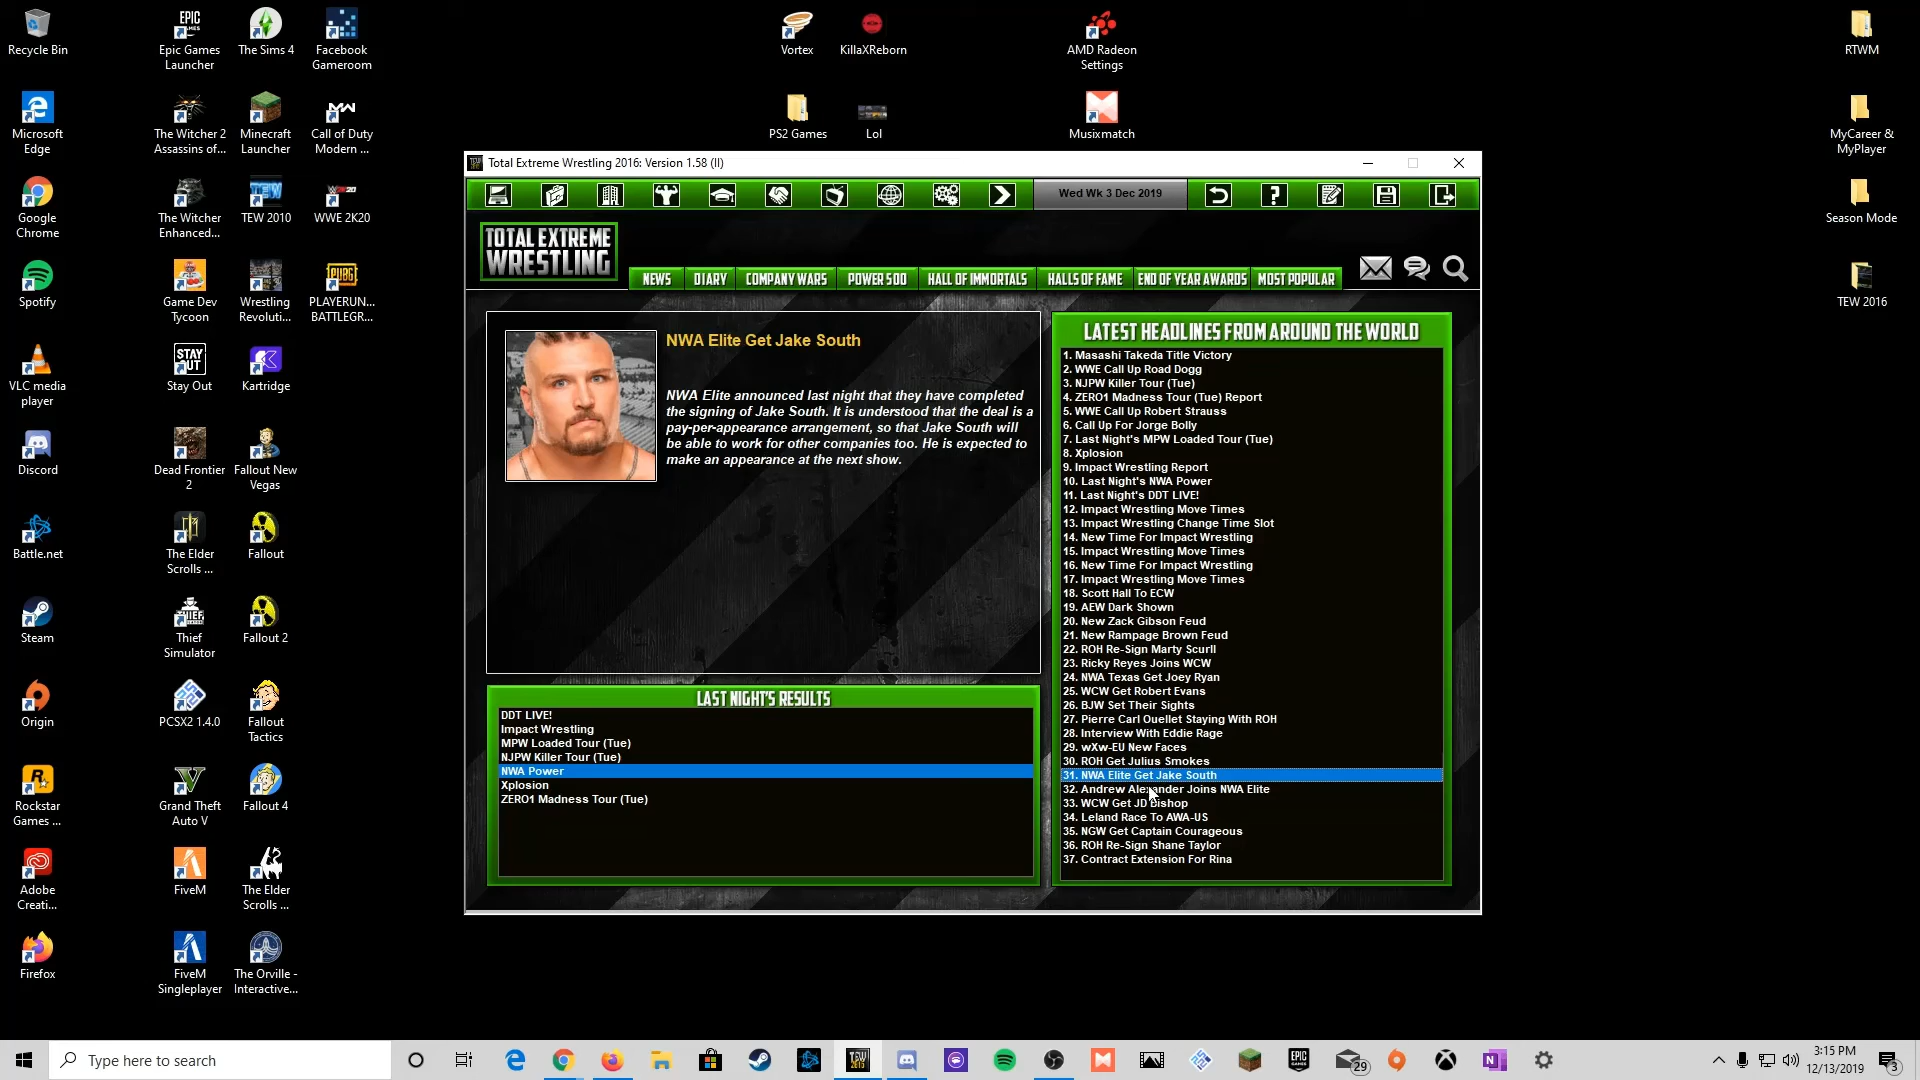 Recycle Bin
Epic Games Launcher
The Sims 4
Facebook Gameroom
Vortex
KillaXReborn
AMD Radeon Settings
RTWM
Microsoft Edge
The Witcher 2 Assassins of...
Minecraft Launcher
Call of Duty Modern ...
PS2 Games
Lol
Musixmatch
MyCareer & MyPlayer
Google Chrome
The Witcher Enhanced...
TEW 2010
WWE 2K20
Season Mode
Spotify
Game Dev Tycoon
Wrestling Revoluti...
PLAYERUN... BATTLEGR...
TEW 2016
VLC media player
Stay Out
Kartridge
Discord
Dead Frontier 2
Fallout New Vegas
Battle.net
The Elder Scrolls ...
Fallout
Steam
Thief Simulator
Fallout 2
Origin
PCSX2 1.4.0
Fallout Tactics
Rockstar Games ...
Grand Theft Auto V
Fallout 4
Adobe Creati...
FiveM
The Elder Scrolls ...
Firefox
FiveM Singleplayer
The Orville - Interactive...
Total Extreme Wrestling 2016: Version 1.58 (II)
Wed Wk 3 Dec 2019
TOTAL EXTREME
WRESTLING
NEWS
DIARY
COMPANY WARS
POWER 500
HALL OF IMMORTALS
HALLS OF FAME
END OF YEAR AWARDS
MOST POPULAR
NWA Elite Get Jake South
NWA Elite announced last night that they have completed
the signing of Jake South. It is understood that the deal is a
pay-per-appearance arrangement, so that Jake South will
be able to work for other companies too. He is expected to
make an appearance at the next show.
LAST NIGHT'S RESULTS
DDT LIVE!
Impact Wrestling
MPW Loaded Tour (Tue)
NJPW Killer Tour (Tue)
NWA Power
Xplosion
ZERO1 Madness Tour (Tue)
LATEST HEADLINES FROM AROUND THE WORLD
1. Masashi Takeda Title Victory
2. WWE Call Up Road Dogg
3. NJPW Killer Tour (Tue)
4. ZERO1 Madness Tour (Tue) Report
5. WWE Call Up Robert Strauss
6. Call Up For Jorge Bolly
7. Last Night's MPW Loaded Tour (Tue)
8. Xplosion
9. Impact Wrestling Report
10. Last Night's NWA Power
11. Last Night's DDT LIVE!
12. Impact Wrestling Move Times
13. Impact Wrestling Change Time Slot
14. New Time For Impact Wrestling
15. Impact Wrestling Move Times
16. New Time For Impact Wrestling
17. Impact Wrestling Move Times
18. Scott Hall To ECW
19. AEW Dark Shown
20. New Zack Gibson Feud
21. New Rampage Brown Feud
22. ROH Re-Sign Marty Scurll
23. Ricky Reyes Joins WCW
24. NWA Texas Get Joey Ryan
25. WCW Get Robert Evans
26. BJW Set Their Sights
27. Pierre Carl Ouellet Staying With ROH
28. Interview With Eddie Rage
29. wXw-EU New Faces
30. ROH Get Julius Smokes
31. NWA Elite Get Jake South
32. Andrew Alexander Joins NWA Elite
33. WCW Get JD Bishop
34. Leland Race To AWA-US
35. NGW Get Captain Courageous
36. ROH Re-Sign Shane Taylor
37. Contract Extension For Rina
Type here to search
29
3:15 PM
12/13/2019
3